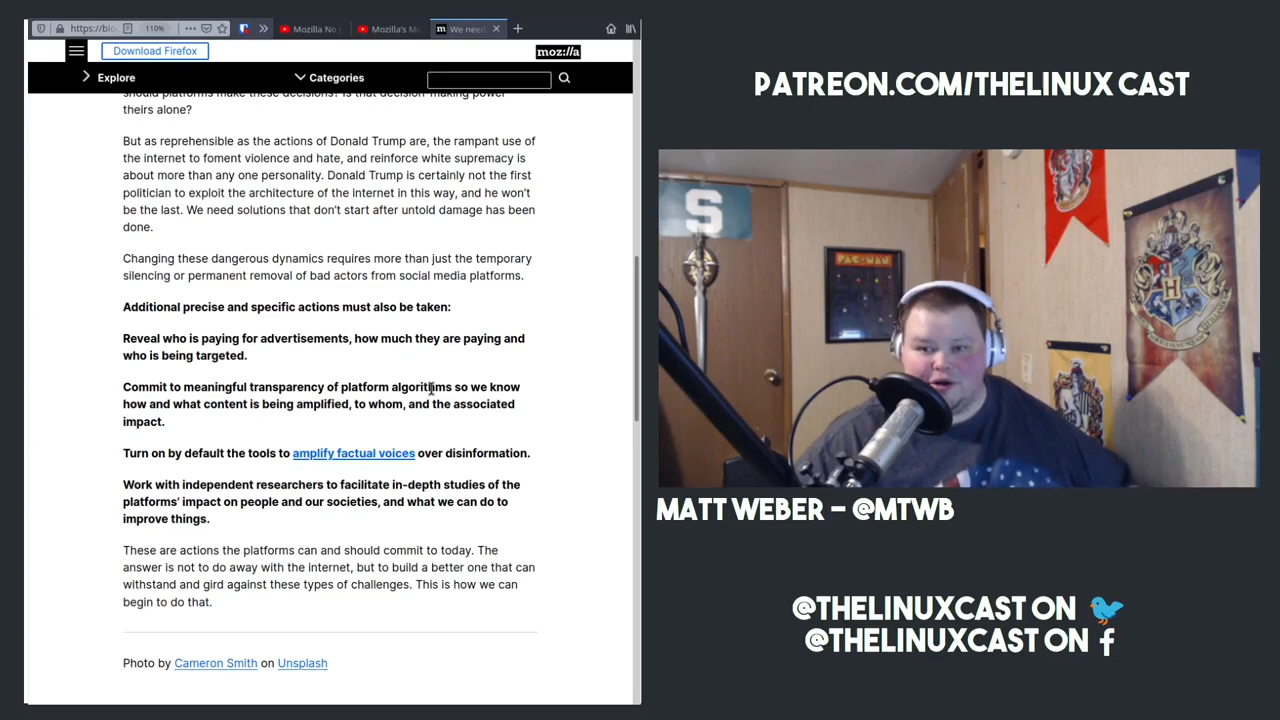 https://blo
110%
Mozilla No
Mozilla's M
We need
Download Firefox
moz://a
Explore
Categories
should platforms make these decisions? Is that decision-making power
theirs alone?
But as reprehensible as the actions of Donald Trump are, the rampant use of
the internet to foment violence and hate, and reinforce white supremacy is
about more than any one personality. Donald Trump is certainly not the first
politician to exploit the architecture of the internet in this way, and he won't
be the last. We need solutions that don't start after untold damage has been
done.
Changing these dangerous dynamics requires more than just the temporary
silencing or permanent removal of bad actors from social media platforms.
Additional precise and specific actions must also be taken:
Reveal who is paying for advertisements, how much they are paying and
who is being targeted.
Commit to meaningful transparency of platform algorithms so we know
how and what content is being amplified, to whom, and the associated
impact.
Turn on by default the tools to amplify factual voices over disinformation.
Work with independent researchers to facilitate in-depth studies of the
platforms' impact on people and our societies, and what we can do to
improve things.
These are actions the platforms can and should commit to today. The
answer is not to do away with the internet, but to build a better one that can
withstand and gird against these types of challenges. This is how we can
begin to do that.
Photo by Cameron Smith on Unsplash
PATREON.COM/THELINUX CAST
S
PAC-MAN
H
MATT WEBER – @MTWB
@THELINUXCAST ON
@THELINUXCAST ON f